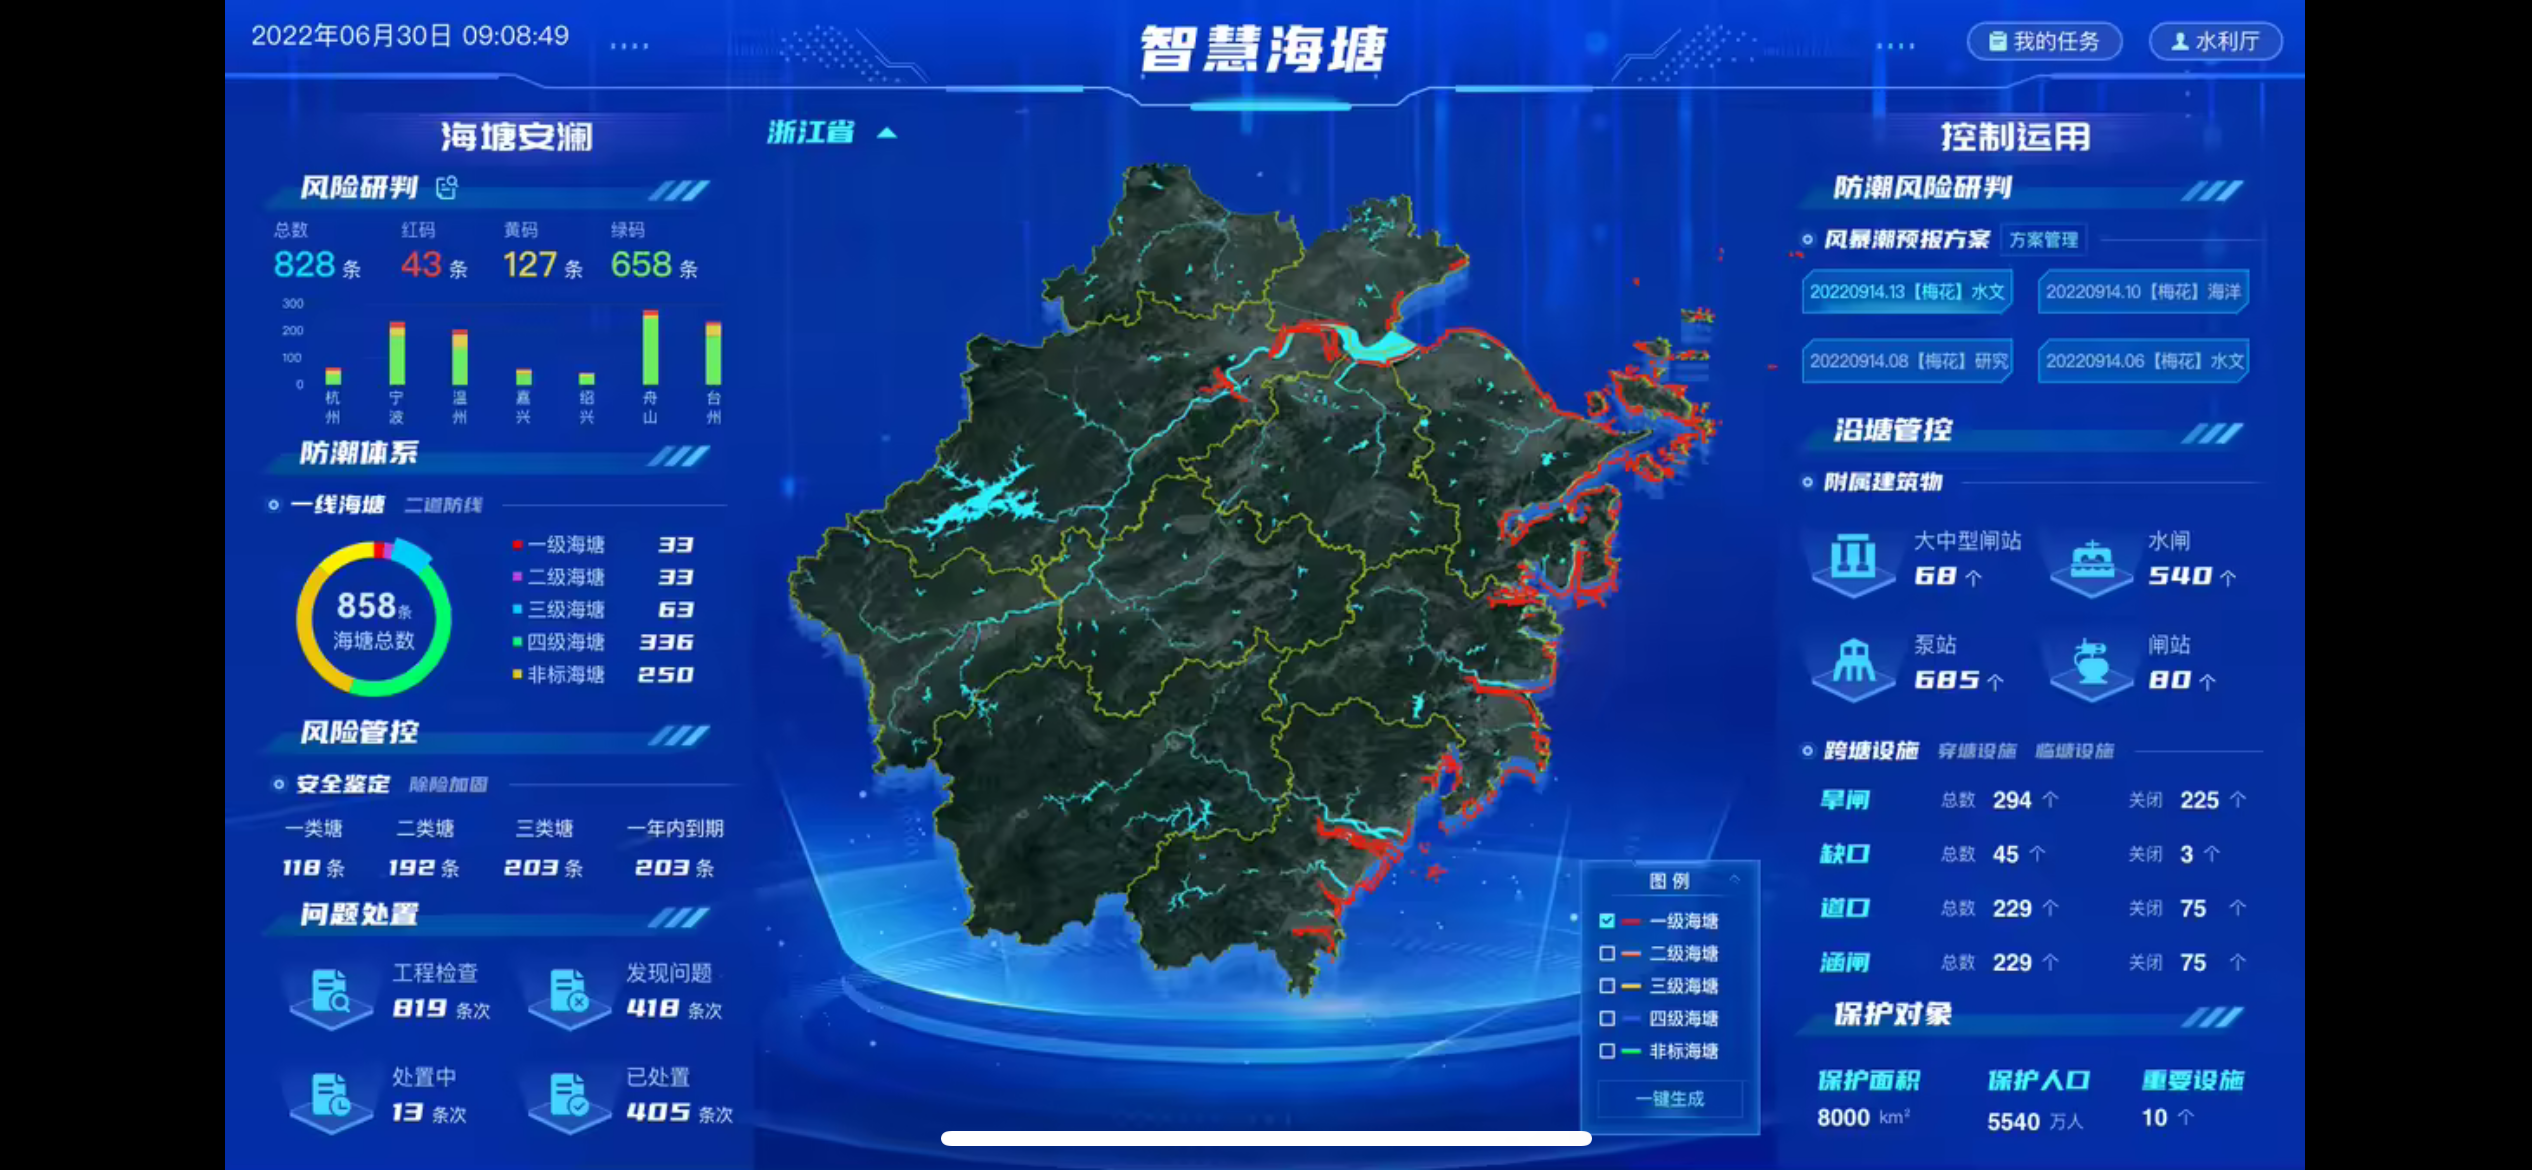 2022年06月30日 09:08:49
智慧海塘
我的任务
水利厅
海塘安澜
风险研判
总数 红码 黄码 绿码
828 条 43 条 127 条 658 条
300
200
100
0
杭州 宁波 温州 嘉兴 绍兴 舟山 台州
防潮体系
一线海塘 二道防线
858条
海塘总数
一级海塘 33
二级海塘 33
三级海塘 63
四级海塘 336
非标海塘 250
风险管控
安全鉴定 除险加固
一类塘 二类塘 三类塘 一年内到期
118 条 192 条 203 条 203 条
问题处置
工程检查 发现问题
819 条次 418 条次
处置中 已处置
13 条次 405 条次
浙江省
图例
一级海塘
二级海塘
三级海塘
四级海塘
非标海塘
一键生成
控制运用
防潮风险研判
风暴潮预报方案 方案管理
20220914.13【梅花】水文 20220914.10【梅花】海洋
20220914.08【梅花】研究 20220914.06【梅花】水文
沿塘管控
附属建筑物
大中型闸站 水闸
68 个 540 个
泵站 闸站
685 个 80 个
跨塘设施 穿塘设施 临塘设施
旱闸 总数 294 个 关闭 225 个
缺口 总数 45 个 关闭 3 个
道口 总数 229 个 关闭 75 个
涵闸 总数 229 个 关闭 75 个
保护对象
保护面积 保护人口 重要设施
8000 km² 5540 万人 10 个